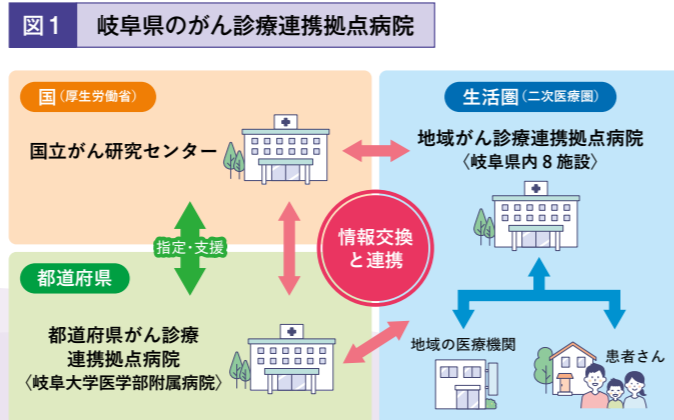 図1 岐阜県のがん診療連携拠点病院
国(厚生労働省)
国立がん研究センター
生活圏(二次医療圏)
地域がん診療連携拠点病院
〈岐阜県内8施設〉
指定・支援
情報交換
と連携
都道府県
都道府県がん診療
連携拠点病院
〈岐阜大学医学部附属病院〉
地域の医療機関
患者さん